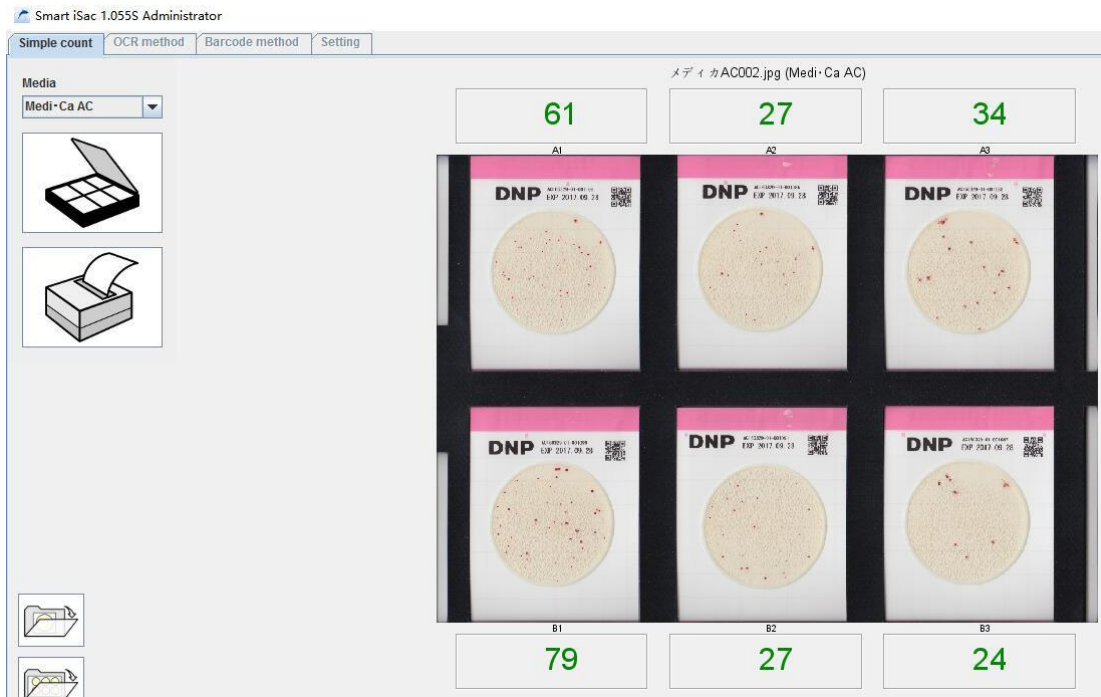 Smart iSac 1.055S Administrator
Simple count OCR method Barcode method Setting
Media
Medi・Ca AC
メディカAC002.jpg (Medi・Ca AC)
61 27 34
A1 A2 A3
DNP EXP 2017.09.28
DNP EXP 2017.09.28
DNP EXP 2017.09.28
DNP EXP 2017.09.28
DNP EXP 2017.09.28
DNP EXP 2017.09.28
B1 B2 B3
79 27 24